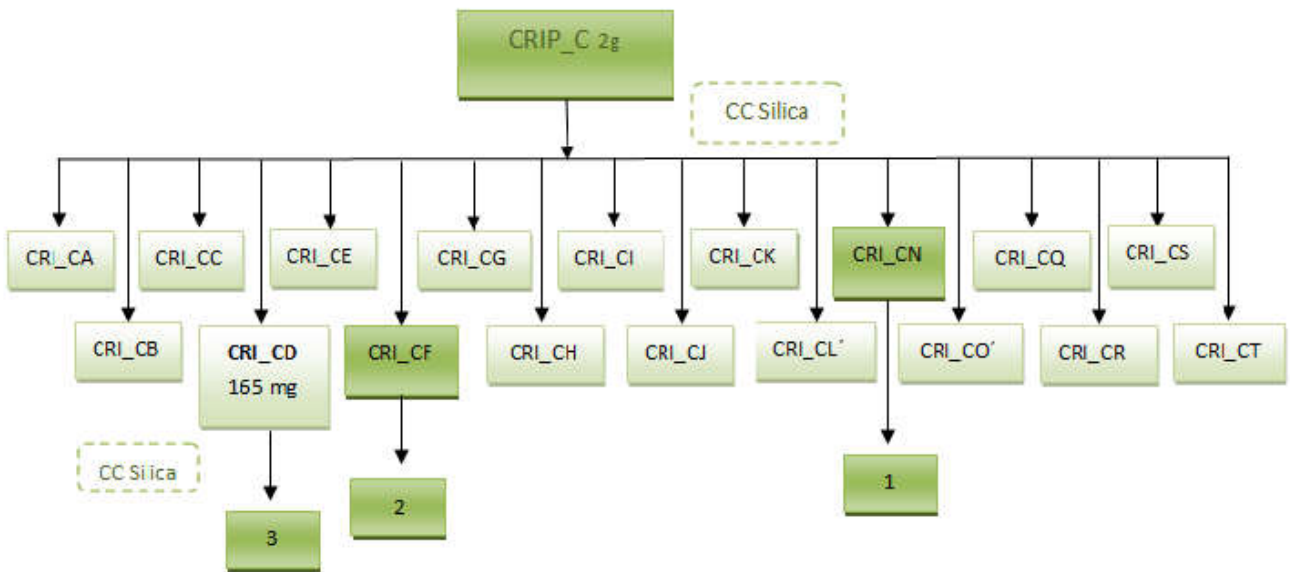 CRIP_C 2g
CC Silica
CRI_CA
CRI_CC
CRI_CE
CRI_CG
CRI_CI
CRI_CK
CRI_CN
CRI_CQ
CRI_CS
CRI_CB
CRI_CD
165 mg
CRI_CF
CRI_CH
CRI_CJ
CRI_CL´
CRI_CO´
CRI_CR
CRI_CT
CC Silica
3
2
1